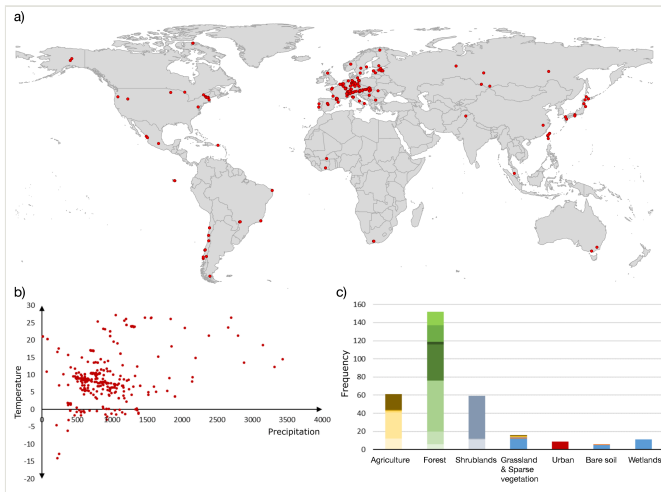 a)
b)
30
25
20
15
10
5
0
-5
-10
-15
-20
Temperature
0 500 1000 1500 2000 2500 3000 3500 4000
Precipitation
c)
160
140
120
100
80
60
40
20
0
Frequency
Agriculture Forest Shrublands Grassland Urban Bare soil Wetlands
& Sparse
vegetation